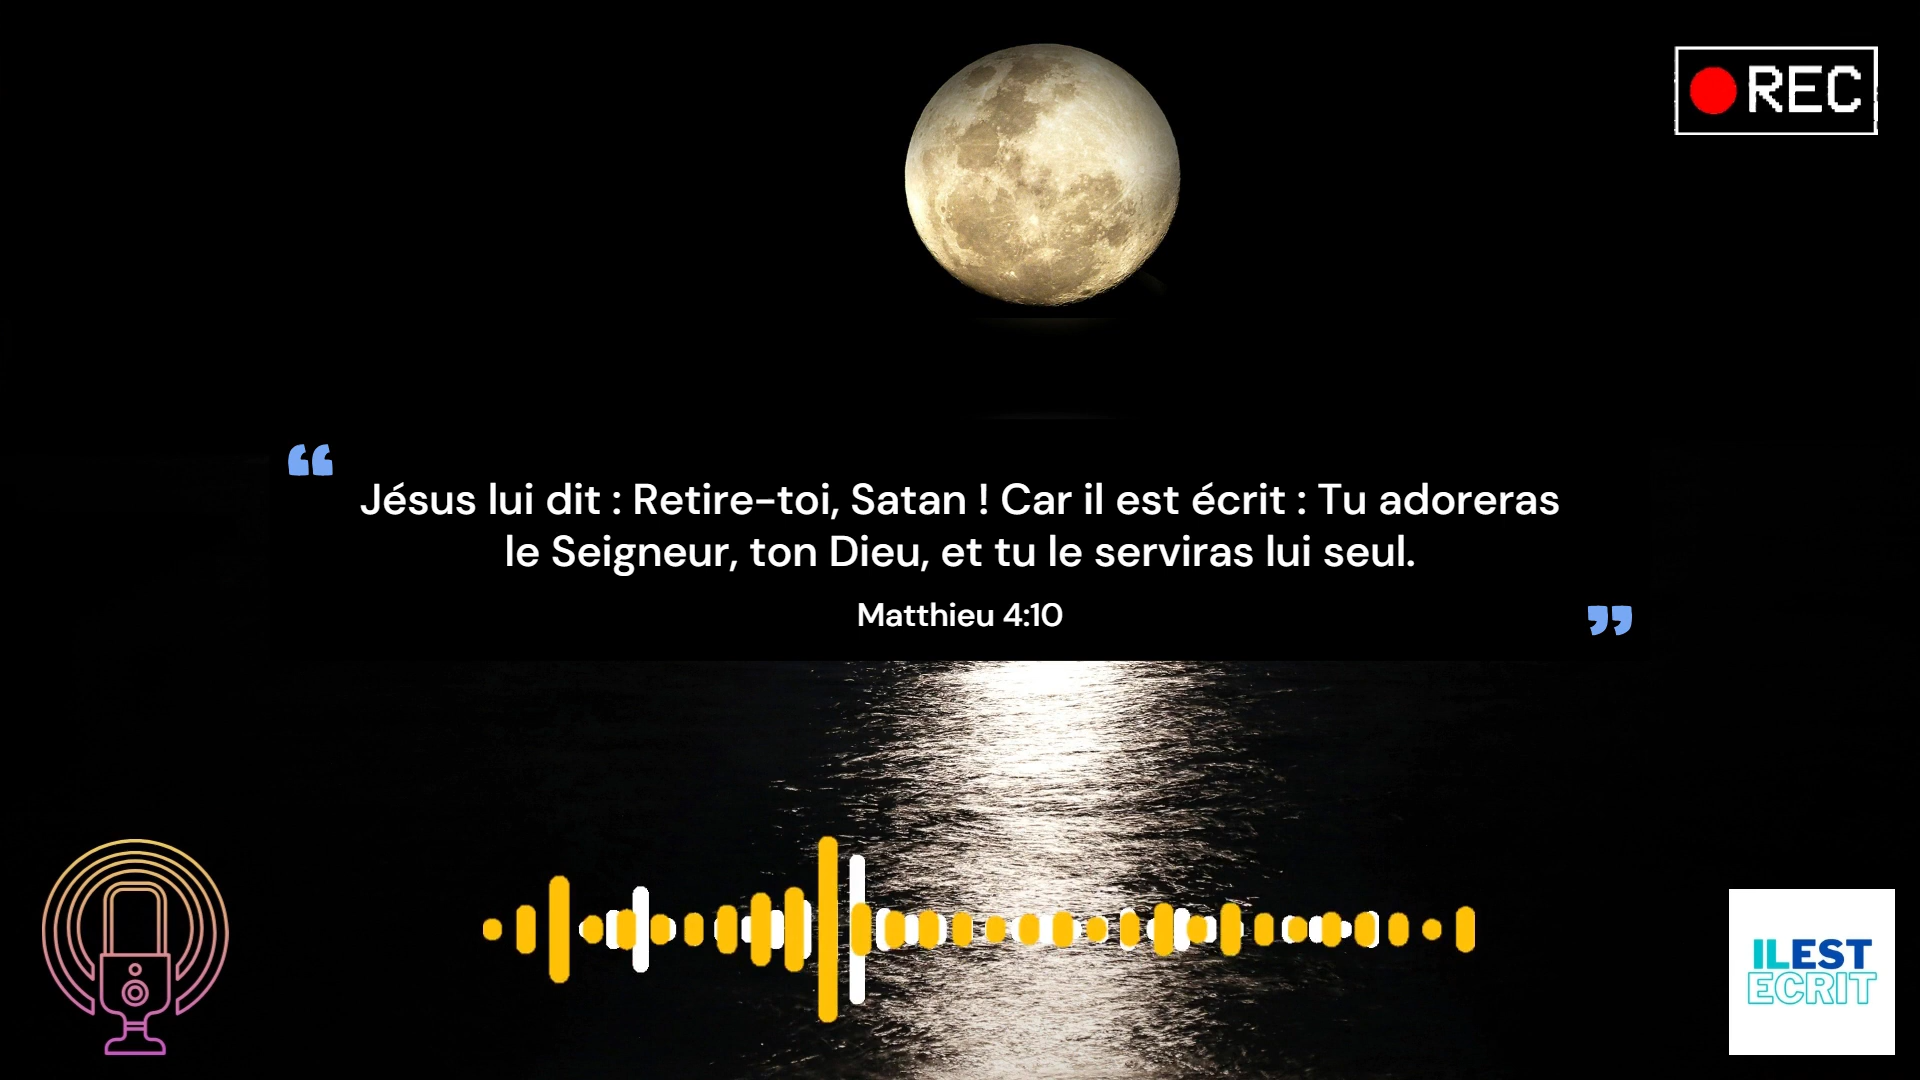 REC
Jésus lui dit : Retire-toi, Satan ! Car il est écrit : Tu adoreras
le Seigneur, ton Dieu, et tu le serviras lui seul.
Matthieu 4:10
ILEST
ECRIT